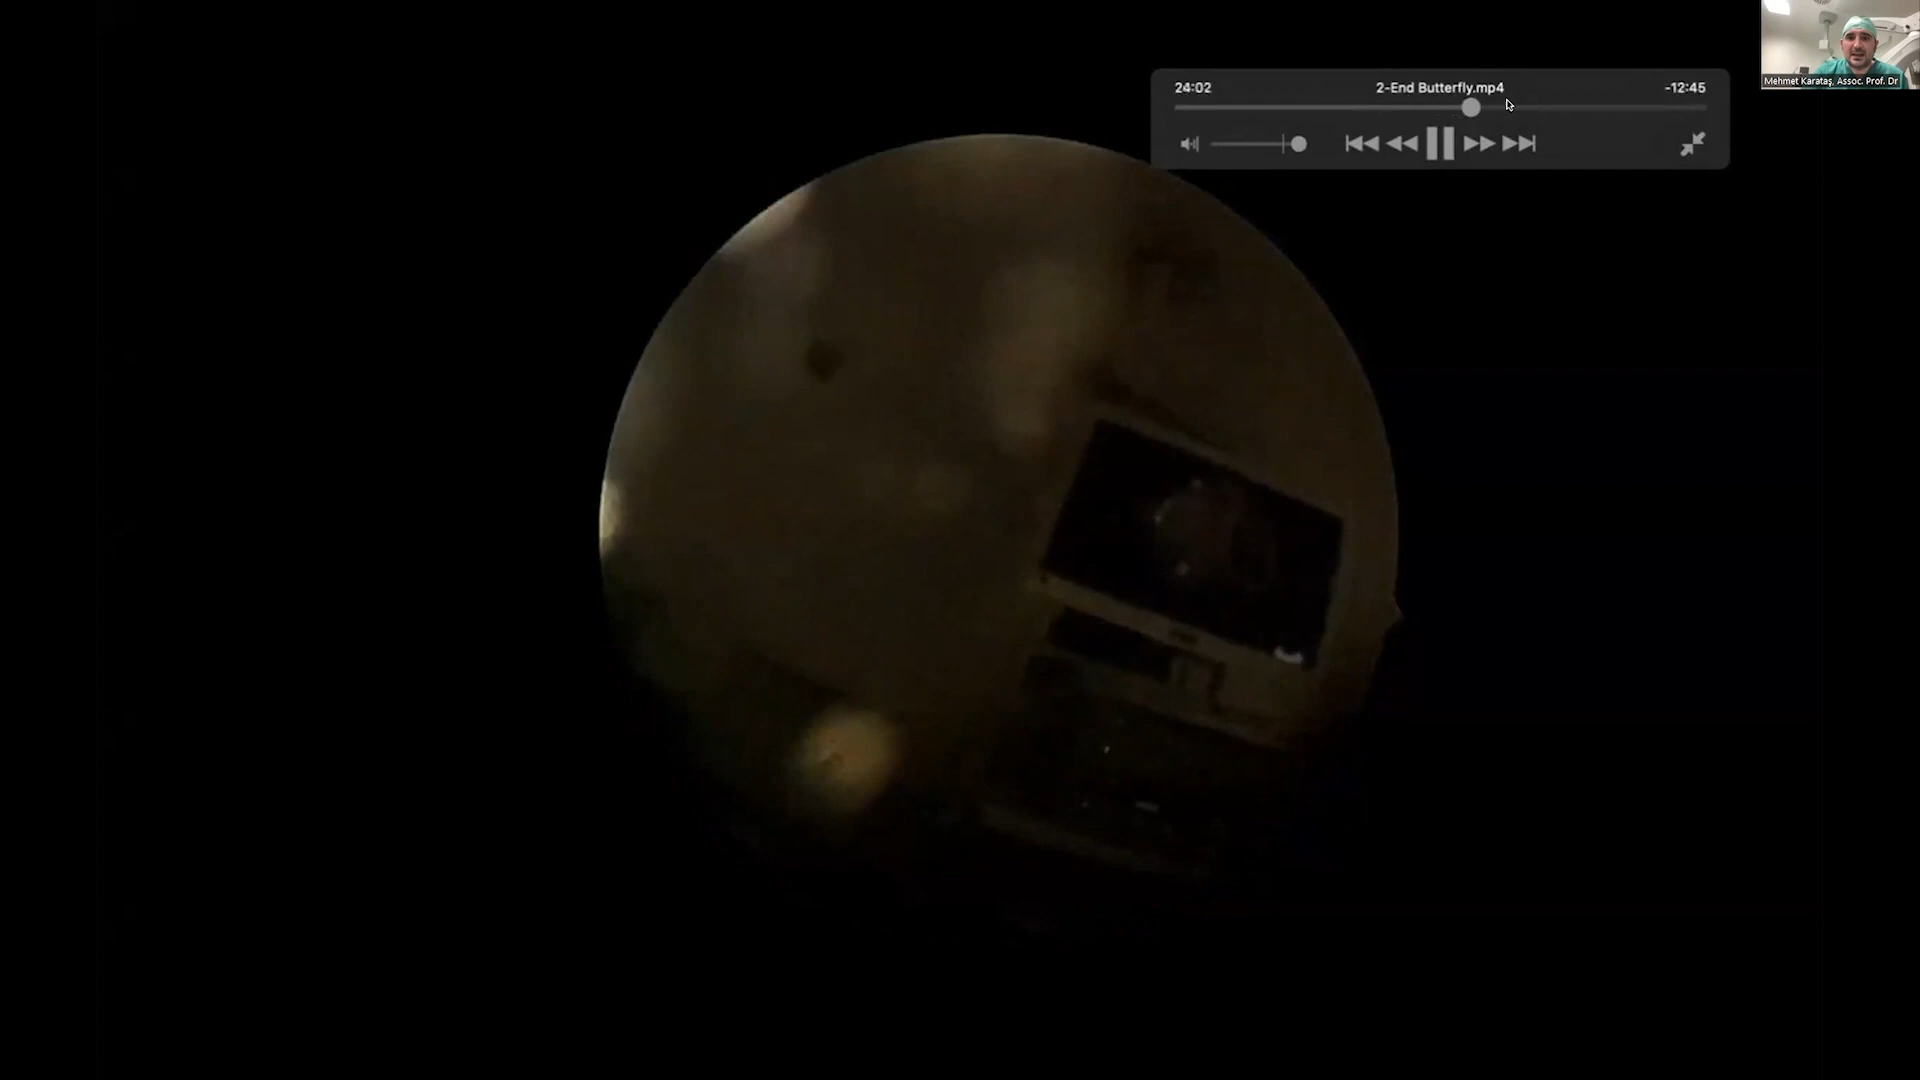 24:02 2-End Butterfly.mp4 -12:45
Mehmet Karataş, Assoc. Prof. Dr